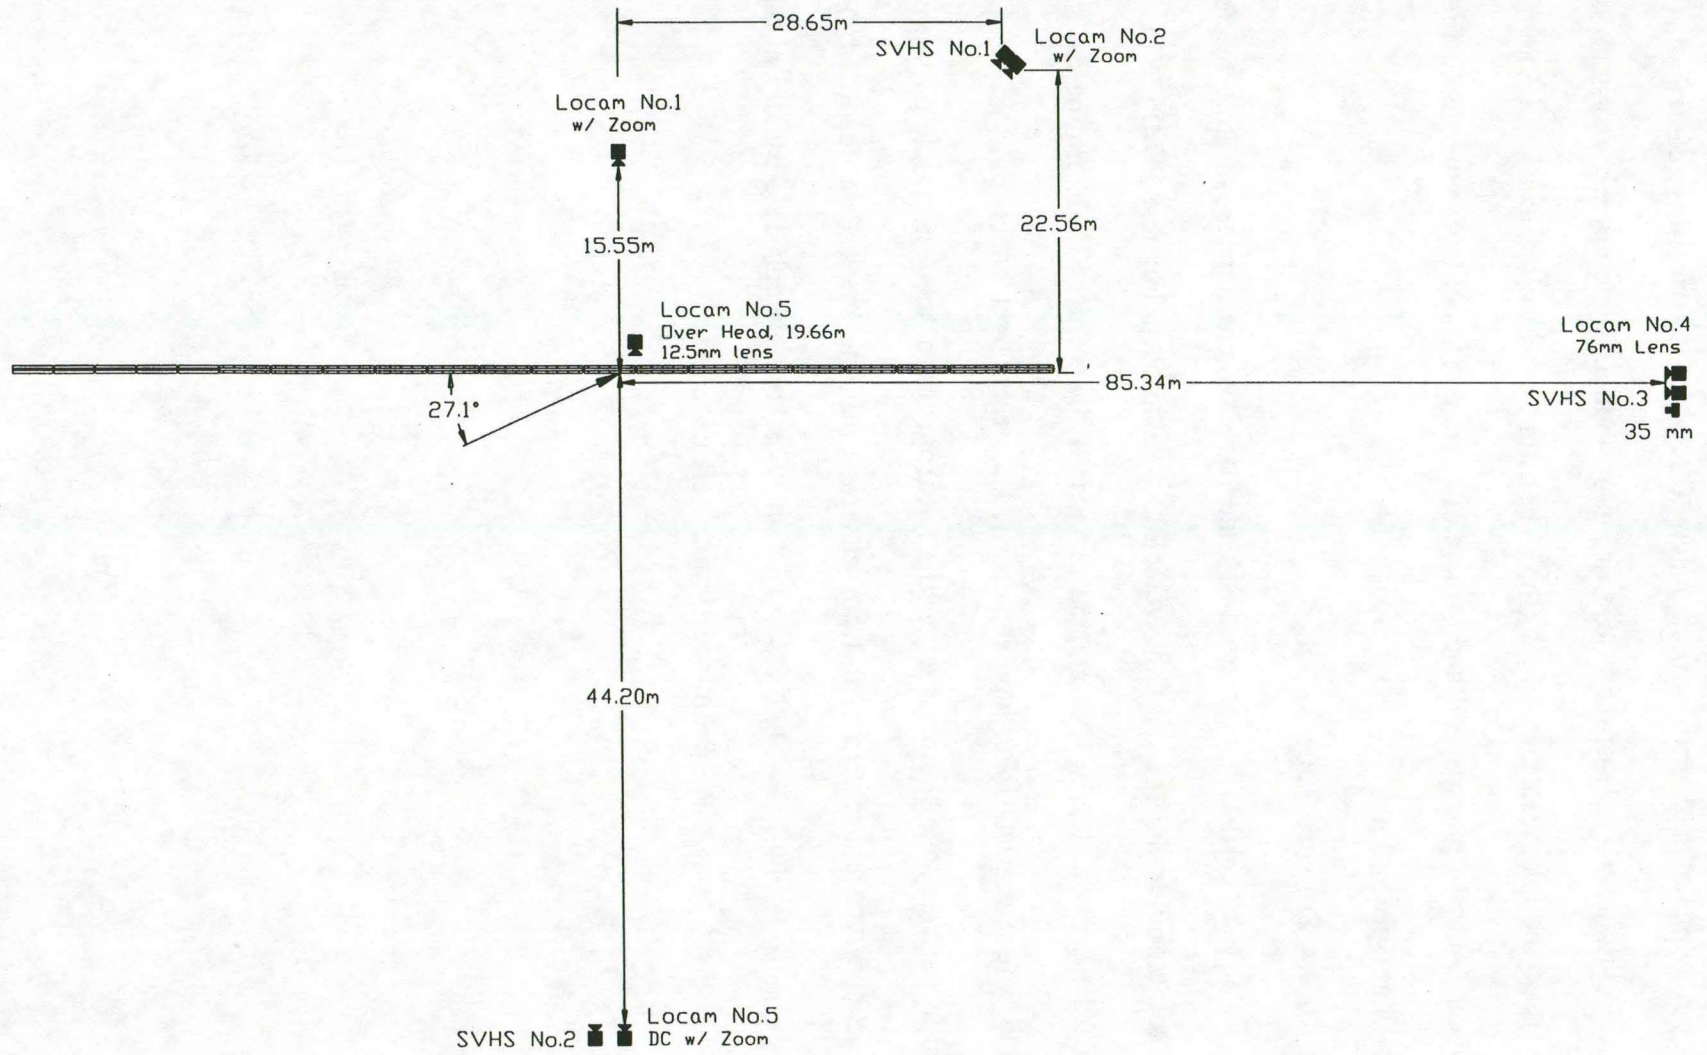 28.65m
SVHS No.1
Locam No.2
w/ Zoom
Locam No.1
w/ Zoom
22.56m
15.55m
Locam No.5
Over Head, 19.66m
12.5mm lens
Locam No.4
76mm Lens
85.34m
27.1°
SVHS No.3
35 mm
44.20m
Locam No.5
SVHS No.2
DC w/ Zoom